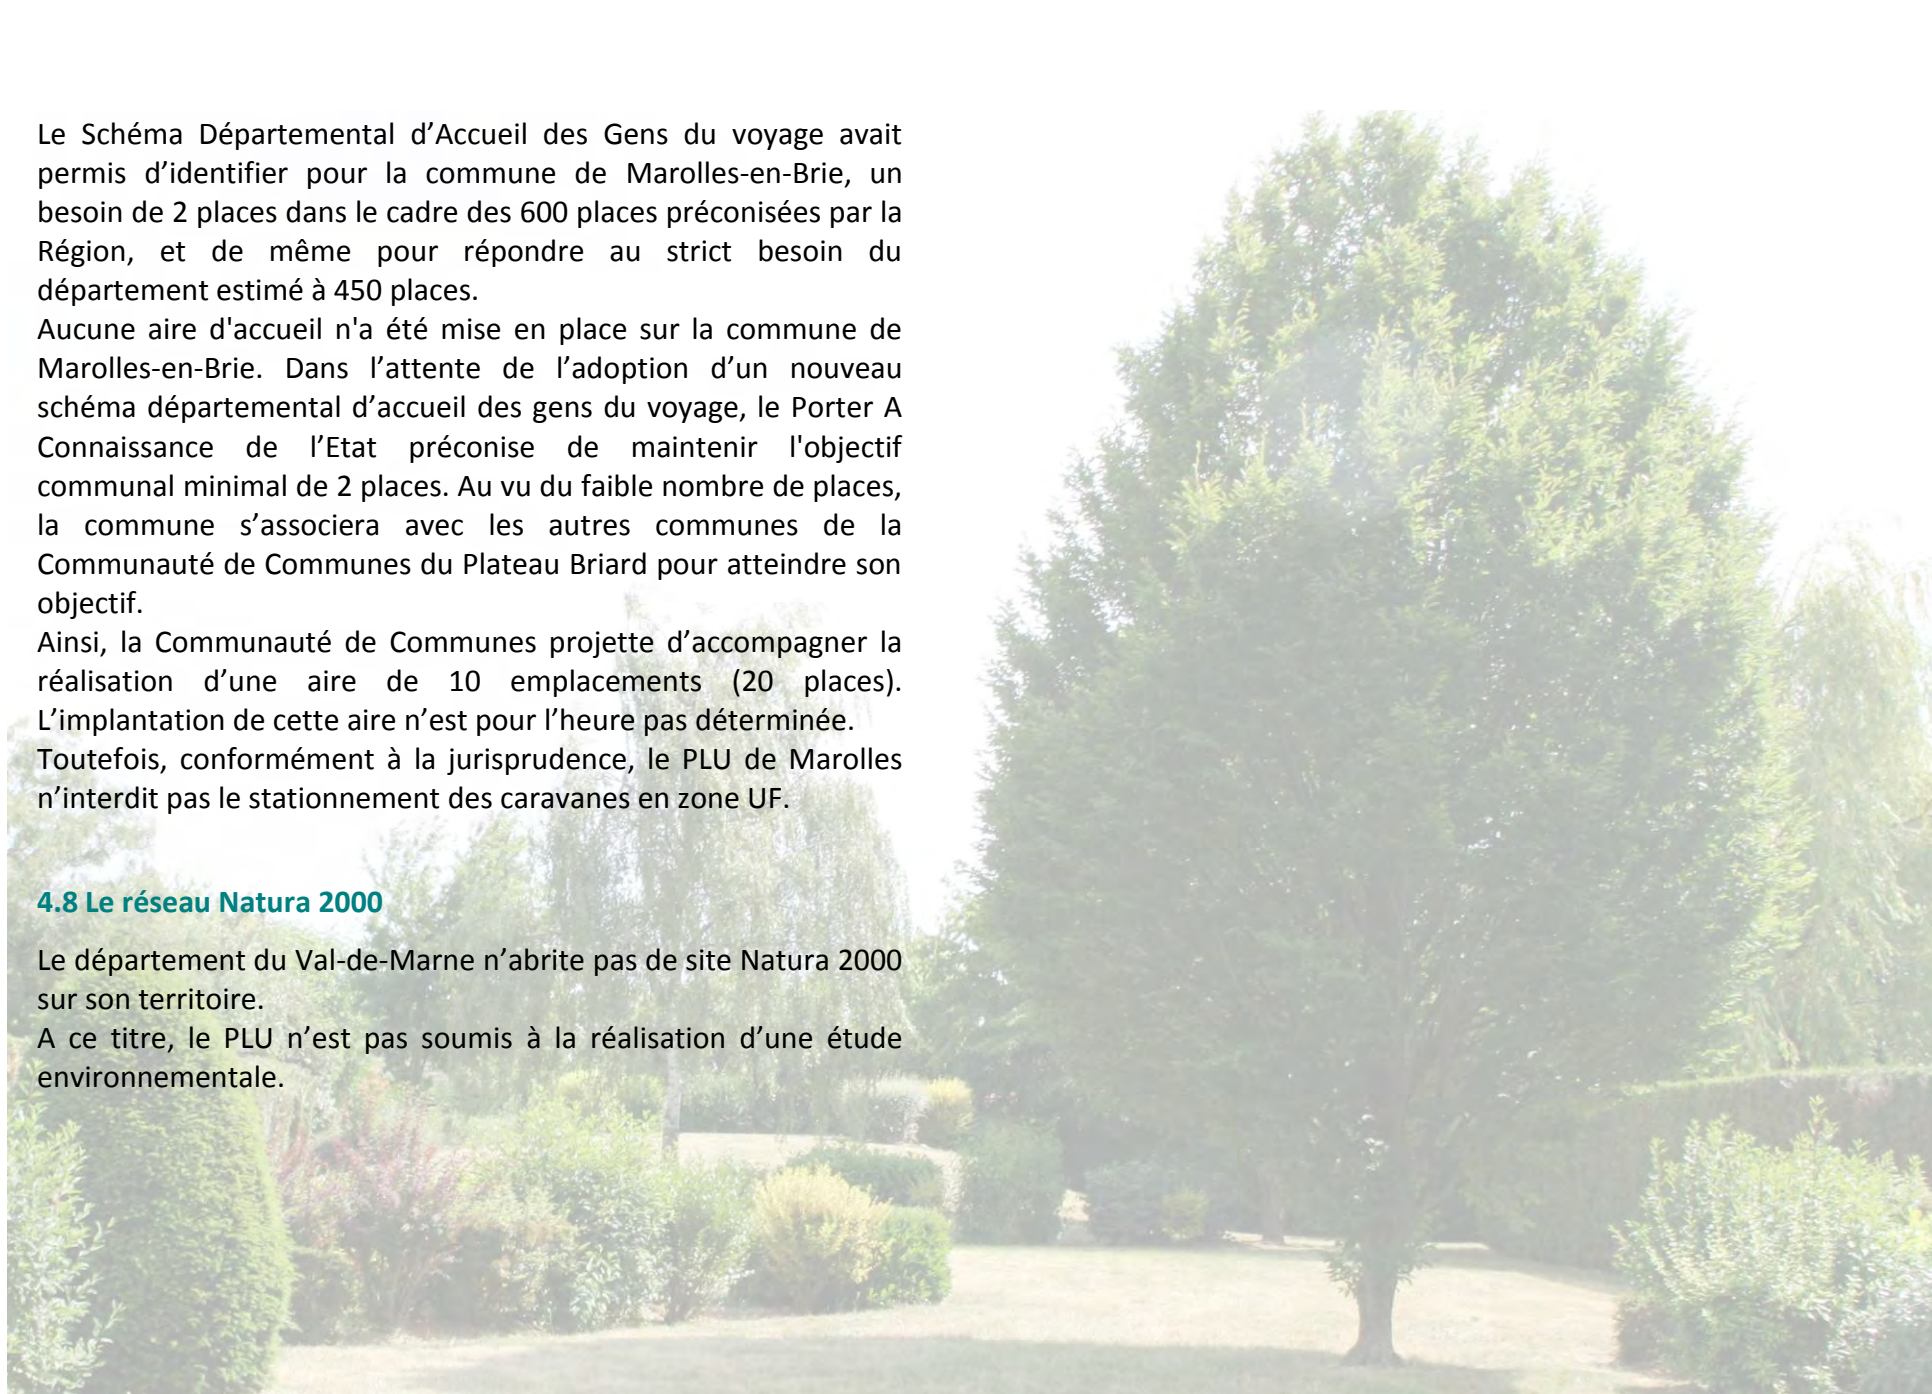 Le Schéma Départemental d’Accueil des Gens du voyage avait
permis d’identifier pour la commune de Marolles-en-Brie, un
besoin de 2 places dans le cadre des 600 places préconisées par la
Région, et de même pour répondre au strict besoin du
département estimé à 450 places.
Aucune aire d'accueil n'a été mise en place sur la commune de
Marolles-en-Brie. Dans l’attente de l’adoption d’un nouveau
schéma départemental d’accueil des gens du voyage, le Porter A
Connaissance de l’Etat préconise de maintenir l'objectif
communal minimal de 2 places. Au vu du faible nombre de places,
la commune s’associera avec les autres communes de la
Communauté de Communes du Plateau Briard pour atteindre son
objectif.
Ainsi, la Communauté de Communes projette d’accompagner la
réalisation d’une aire de 10 emplacements (20 places).
L’implantation de cette aire n’est pour l’heure pas déterminée.
Toutefois, conformément à la jurisprudence, le PLU de Marolles
n’interdit pas le stationnement des caravanes en zone UF.
4.8 Le réseau Natura 2000
Le département du Val-de-Marne n’abrite pas de site Natura 2000
sur son territoire.
A ce titre, le PLU n’est pas soumis à la réalisation d’une étude
environnementale.